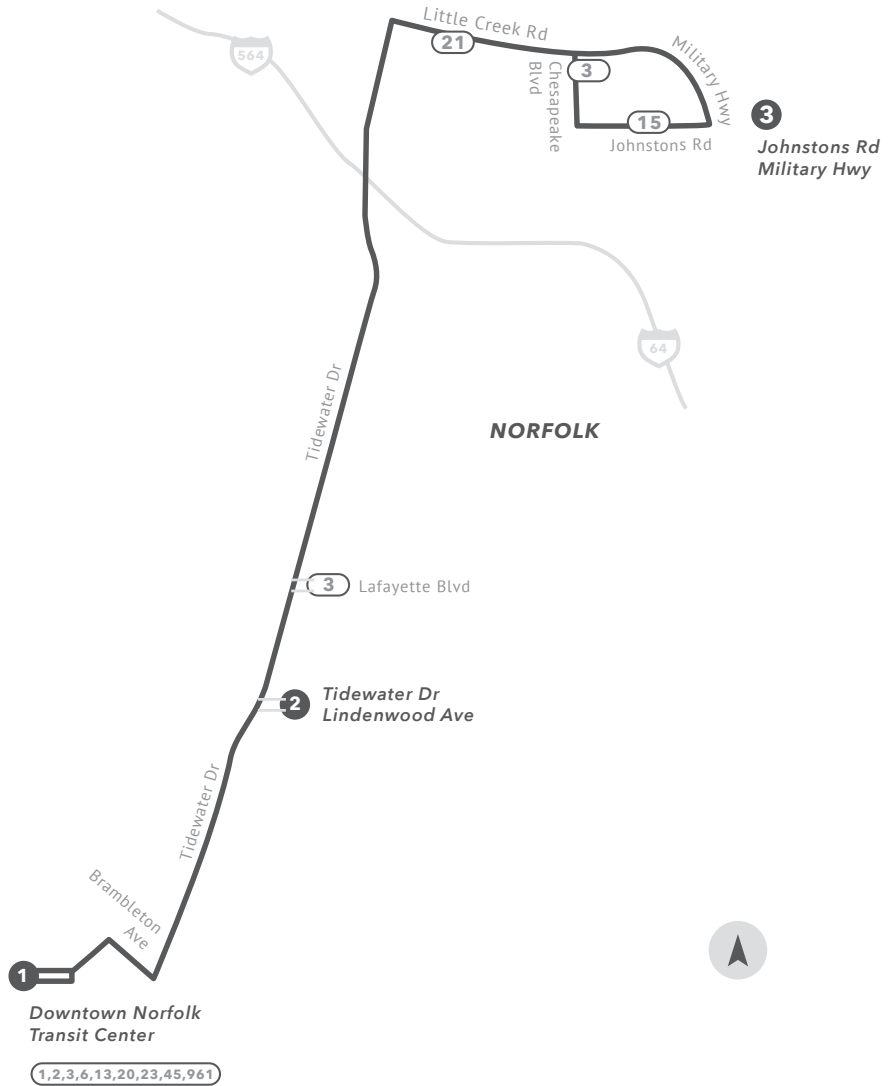 Little Creek Rd
21
564
Chesapeake
Blvd
3
Military Hwy
15
Johnstons Rd
3
Johnstons Rd
Military Hwy
64
Tidewater Dr
NORFOLK
3
Lafayette Blvd
2
Tidewater Dr
Lindenwood Ave
Tidewater Dr
Brambleton
Ave
1
Downtown Norfolk
Transit Center
1,2,3,6,13,20,23,45,961